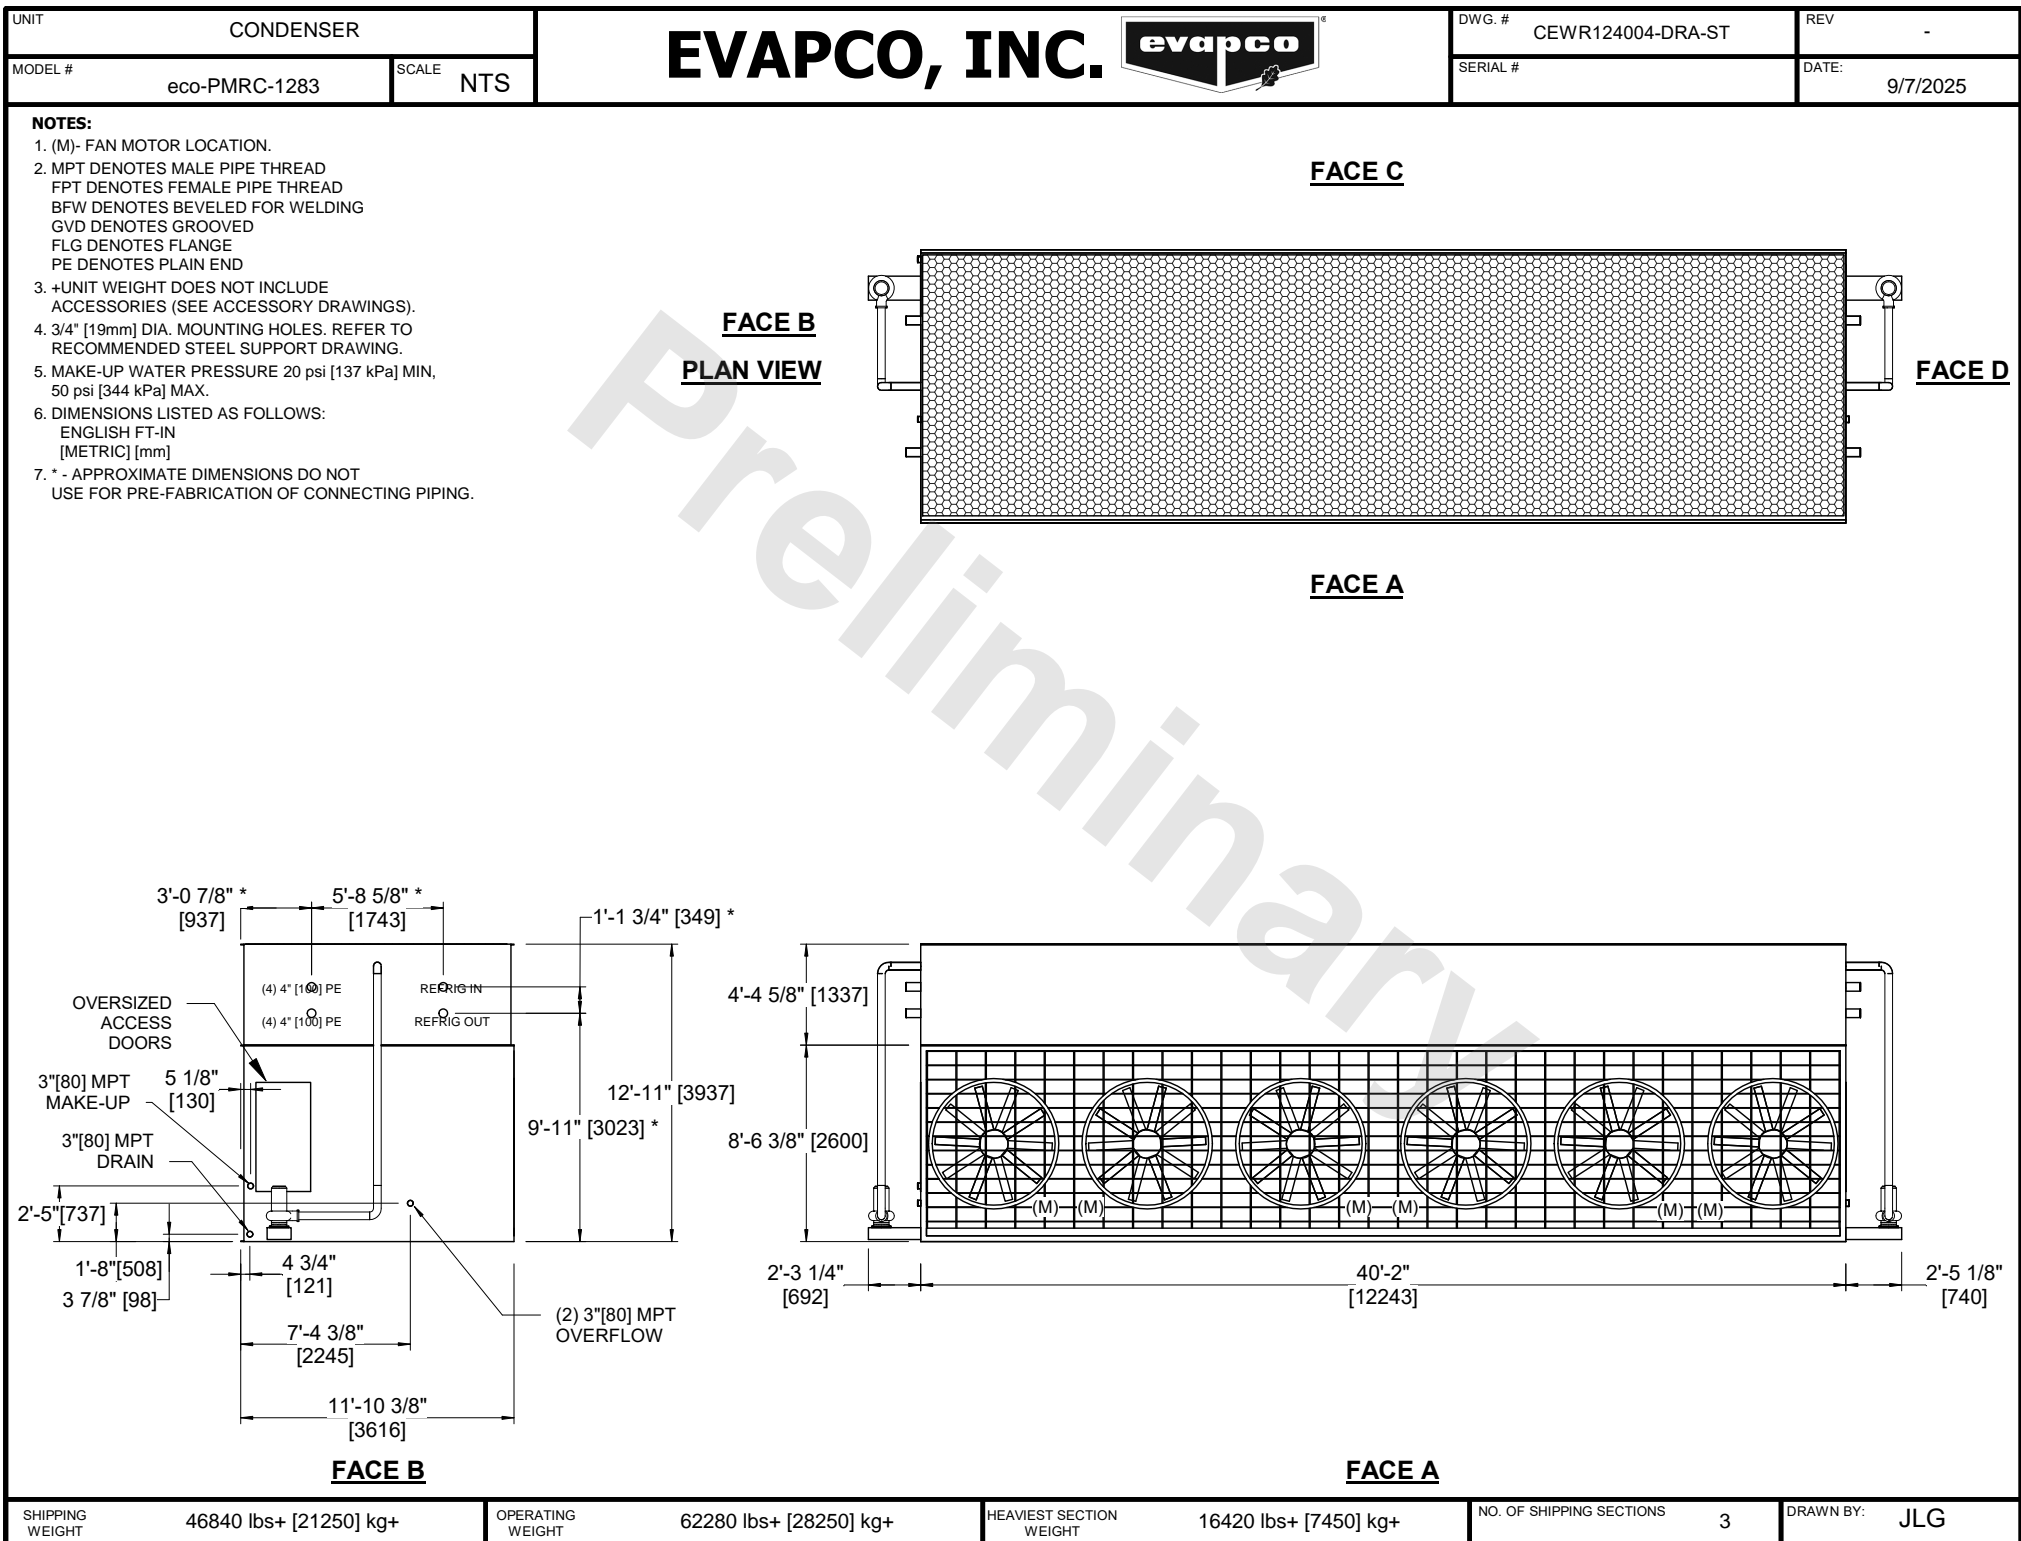 UNIT
CONDENSER
MODEL #
eco-PMRC-1283
SCALE
NTS
EVAPCO, INC.
evapco
®
DWG. #
CEWR124004-DRA-ST
REV
-
SERIAL #
DATE:
9/7/2025
NOTES:
1. (M)- FAN MOTOR LOCATION.
2. MPT DENOTES MALE PIPE THREAD
FPT DENOTES FEMALE PIPE THREAD
BFW DENOTES BEVELED FOR WELDING
GVD DENOTES GROOVED
FLG DENOTES FLANGE
PE DENOTES PLAIN END
3. +UNIT WEIGHT DOES NOT INCLUDE
ACCESSORIES (SEE ACCESSORY DRAWINGS).
4. 3/4" [19mm] DIA. MOUNTING HOLES. REFER TO
RECOMMENDED STEEL SUPPORT DRAWING.
5. MAKE-UP WATER PRESSURE 20 psi [137 kPa] MIN,
50 psi [344 kPa] MAX.
6. DIMENSIONS LISTED AS FOLLOWS:
ENGLISH FT-IN
[METRIC] [mm]
7. * - APPROXIMATE DIMENSIONS DO NOT
USE FOR PRE-FABRICATION OF CONNECTING PIPING.
FACE C
FACE B
PLAN VIEW
FACE D
FACE A
Preliminary
3'-0 7/8" *
[937]
5'-8 5/8" *
[1743]
1'-1 3/4" [349] *
(4) 4" [100] PE
REFRIG IN
(4) 4" [100] PE
REFRIG OUT
OVERSIZED
ACCESS
DOORS
3"[80] MPT
MAKE-UP
5 1/8"
[130]
3"[80] MPT
DRAIN
12'-11" [3937]
9'-11" [3023] *
2'-5"[737]
1'-8"[508]
3 7/8" [98]
4 3/4"
[121]
7'-4 3/8"
[2245]
(2) 3"[80] MPT
OVERFLOW
11'-10 3/8"
[3616]
FACE B
4'-4 5/8" [1337]
8'-6 3/8" [2600]
(M) (M) (M) (M) (M) (M)
2'-3 1/4"
[692]
40'-2"
[12243]
2'-5 1/8"
[740]
FACE A
SHIPPING
WEIGHT
46840 lbs+ [21250] kg+
OPERATING
WEIGHT
62280 lbs+ [28250] kg+
HEAVIEST SECTION
WEIGHT
16420 lbs+ [7450] kg+
NO. OF SHIPPING SECTIONS
3
DRAWN BY:
JLG